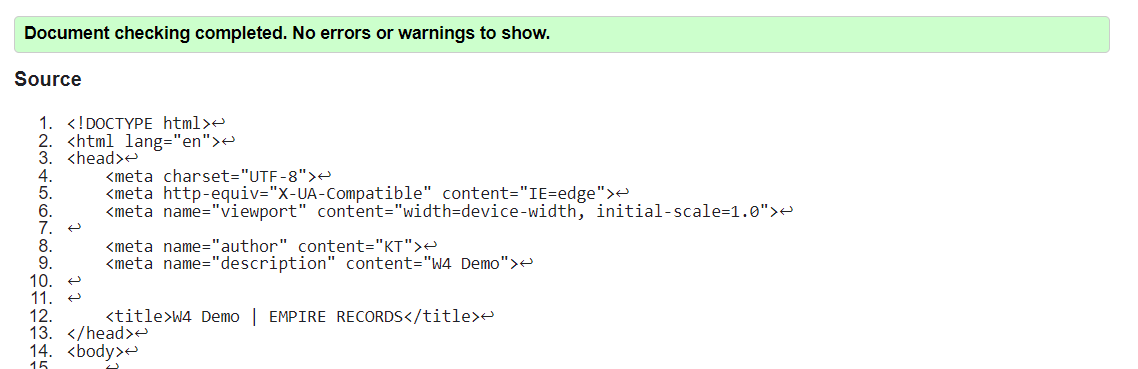 Document checking completed. No errors or warnings to show.
Source
1. <!DOCTYPE html>↩
2. <html lang="en">↩
3. <head>↩
4. <meta charset="UTF-8">↩
5. <meta http-equiv="X-UA-Compatible" content="IE=edge">↩
6. <meta name="viewport" content="width=device-width, initial-scale=1.0">↩
7. ↩
8. <meta name="author" content="KT">↩
9. <meta name="description" content="W4 Demo">↩
10. ↩
11. ↩
12. <title>W4 Demo | EMPIRE RECORDS</title>↩
13. </head>↩
14. <body>↩
15. ↩